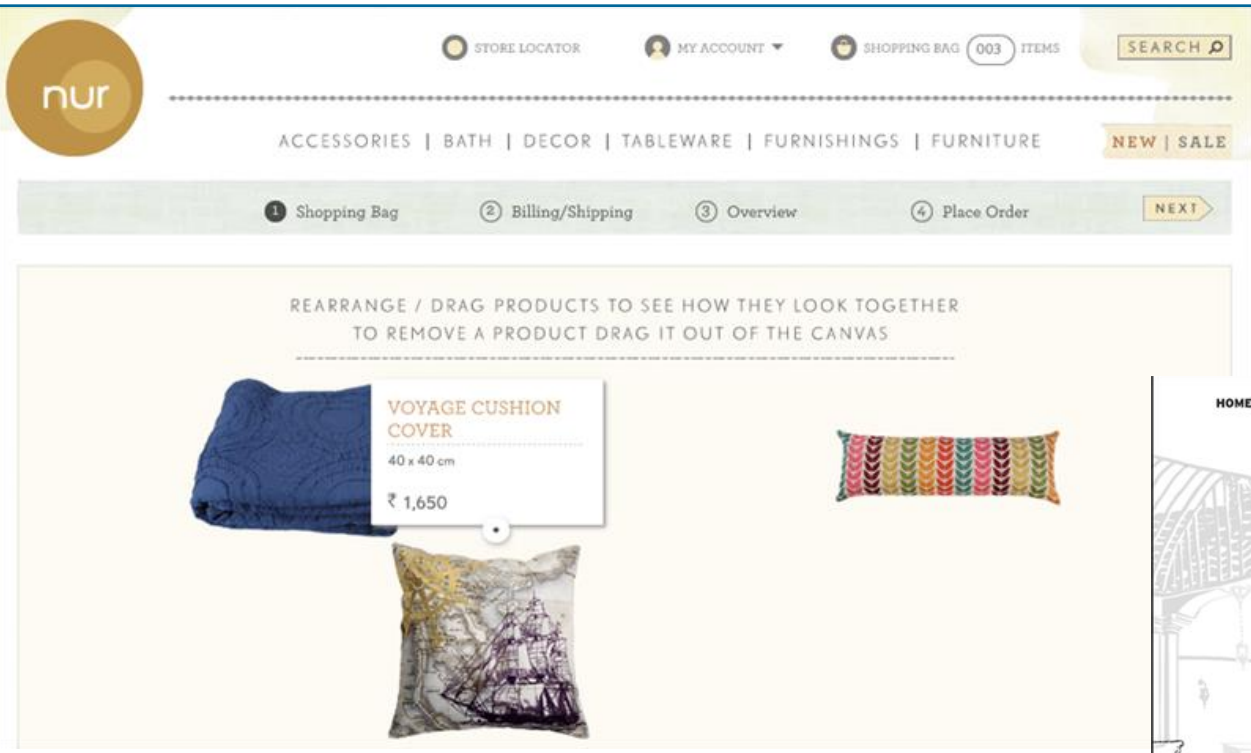 nur
STORE LOCATOR MY ACCOUNT SHOPPING BAG 003 ITEMS SEARCH
ACCESSORIES | BATH | DECOR | TABLEWARE | FURNISHINGS | FURNITURE NEW | SALE
1 Shopping Bag 2 Billing/Shipping 3 Overview 4 Place Order NEXT
REARRANGE / DRAG PRODUCTS TO SEE HOW THEY LOOK TOGETHER
TO REMOVE A PRODUCT DRAG IT OUT OF THE CANVAS
VOYAGE CUSHION
COVER
40 x 40 cm
₹ 1,650
HOME